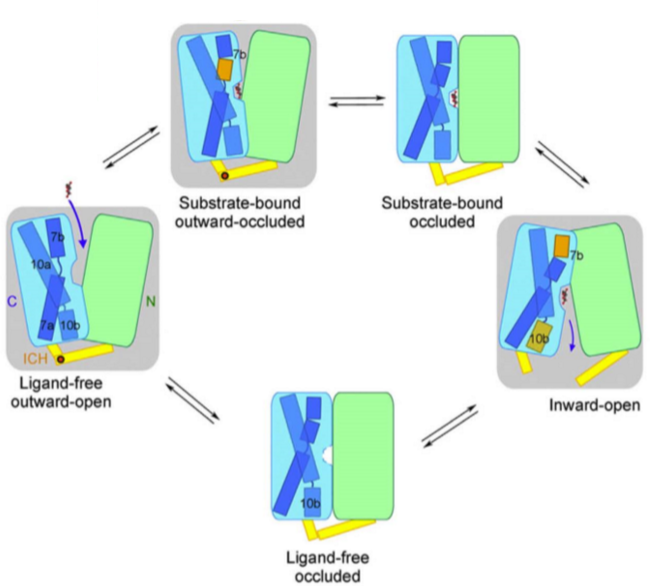 7b
Substrate-bound
outward-occluded
Substrate-bound
occluded
7b
10a
C
N
7a
10b
ICH
Ligand-free
outward-open
7b
10b
Inward-open
10b
Ligand-free
occluded